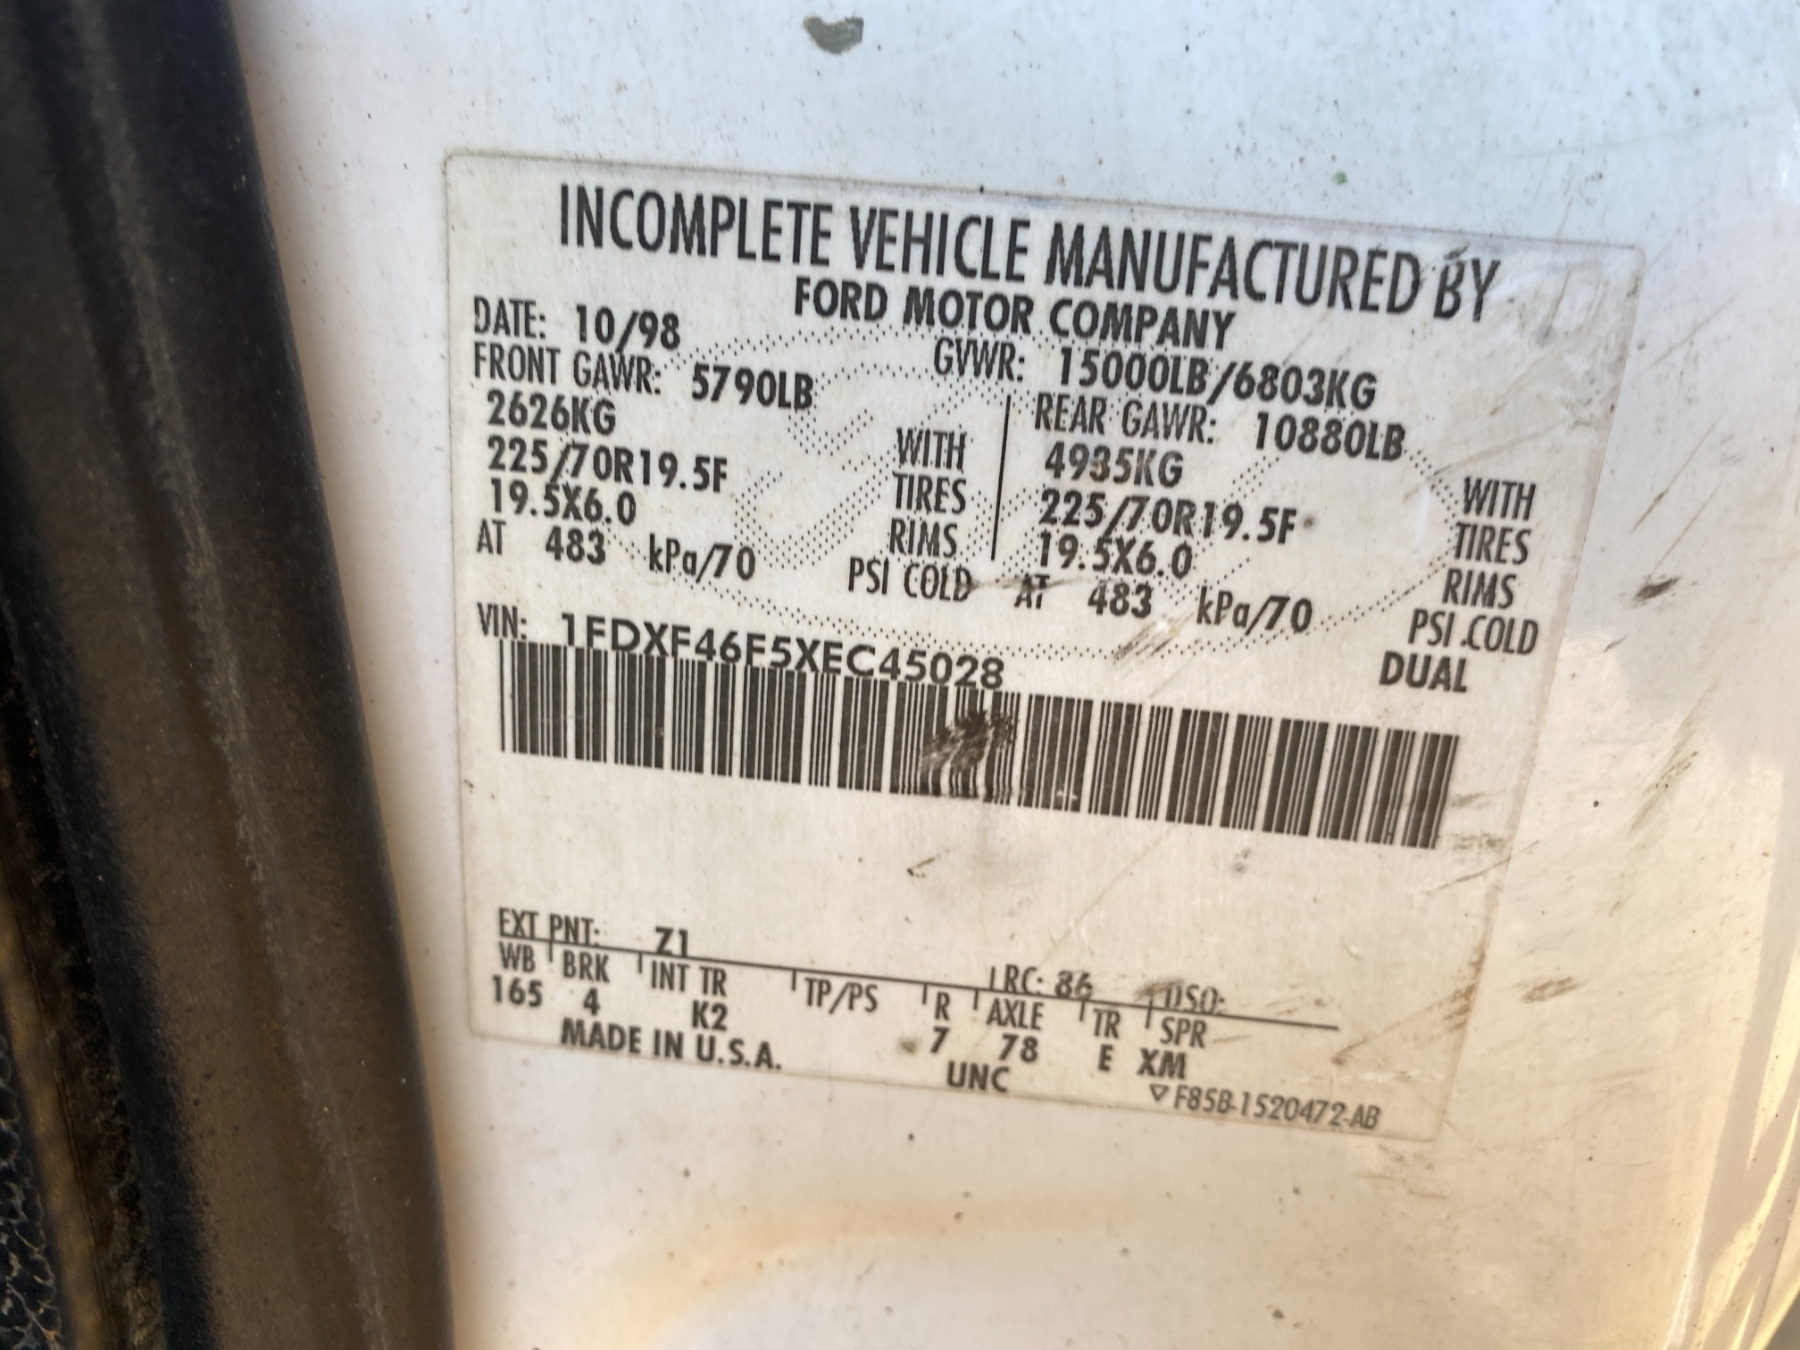 INCOMPLETE VEHICLE MANUFACTURED BY
FORD MOTOR COMPANY
DATE: 10/98 GVWR: 15000LB/6803KG
FRONT GAWR: 5790LB REAR GAWR: 10880LB
2626KG WITH 4935KG WITH
225/70R19.5F TIRES 225/70R19.5F TIRES
19.5X6.0 RIMS 19.5X6.0 RIMS
AT 483 kPa/70 PSI COLD AT 483 kPa/70 PSI COLD
DUAL
VIN: 1FDXF46F5XEC45028
EXT PNT: Z1 RC: 86 DSO:
WB BRK INT TR TP/PS R AXLE TR SPR
165 4 K2 7 78 E XM
MADE IN U.S.A. UNC
F85B-1520472-AB